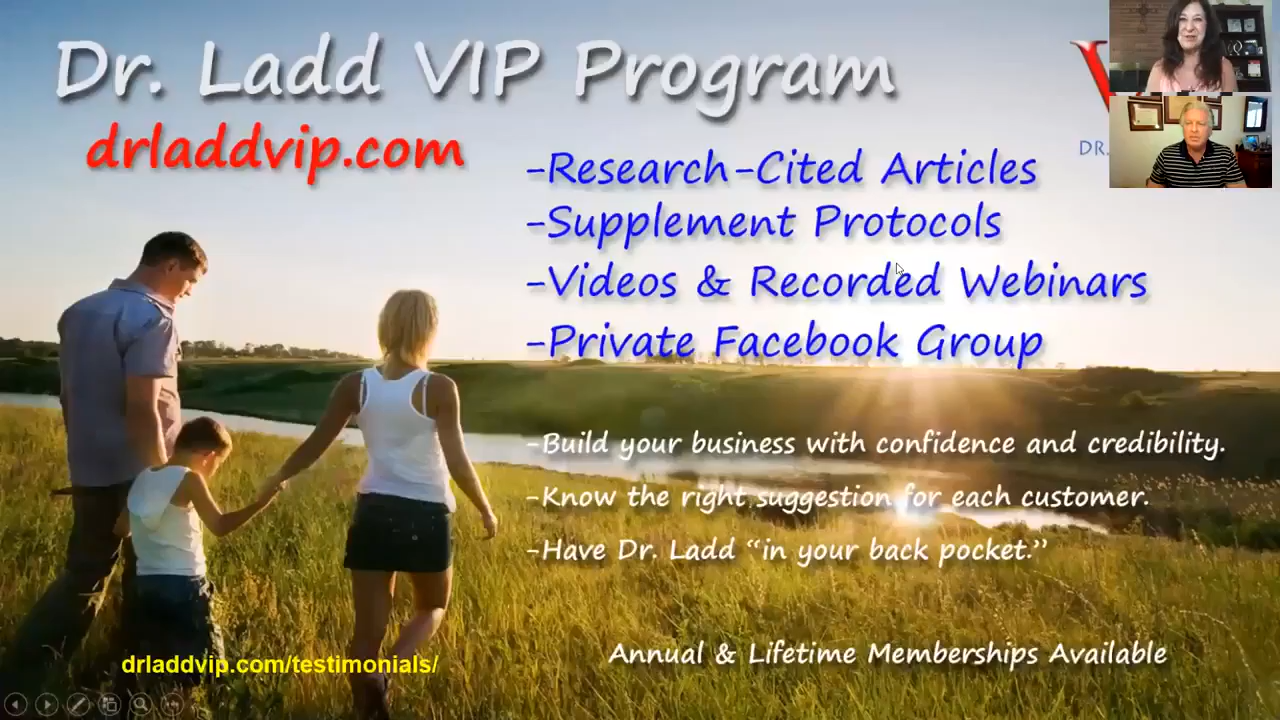 Dr. Ladd VIP Program
drladdvip.com
DR.
-Research-Cited Articles
-Supplement Protocols
-Videos & Recorded Webinars
-Private Facebook Group
-Build your business with confidence and credibility.
-Know the right suggestion for each customer.
-Have Dr. Ladd “in your back pocket.”
drladdvip.com/testimonials/
Annual & Lifetime Memberships Available